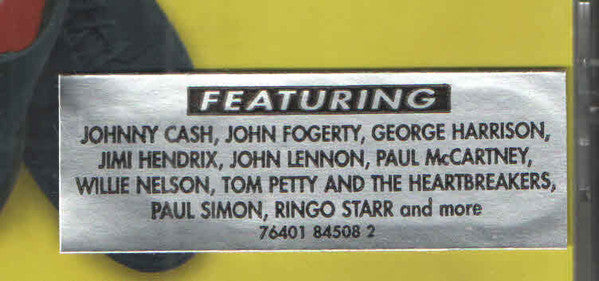 FEATURING
JOHNNY CASH, JOHN FOGERTY, GEORGE HARRISON,
JIMI HENDRIX, JOHN LENNON, PAUL McCARTNEY,
WILLIE NELSON, TOM PETTY AND THE HEARTBREAKERS,
PAUL SIMON, RINGO STARR and more
76401 84508 2